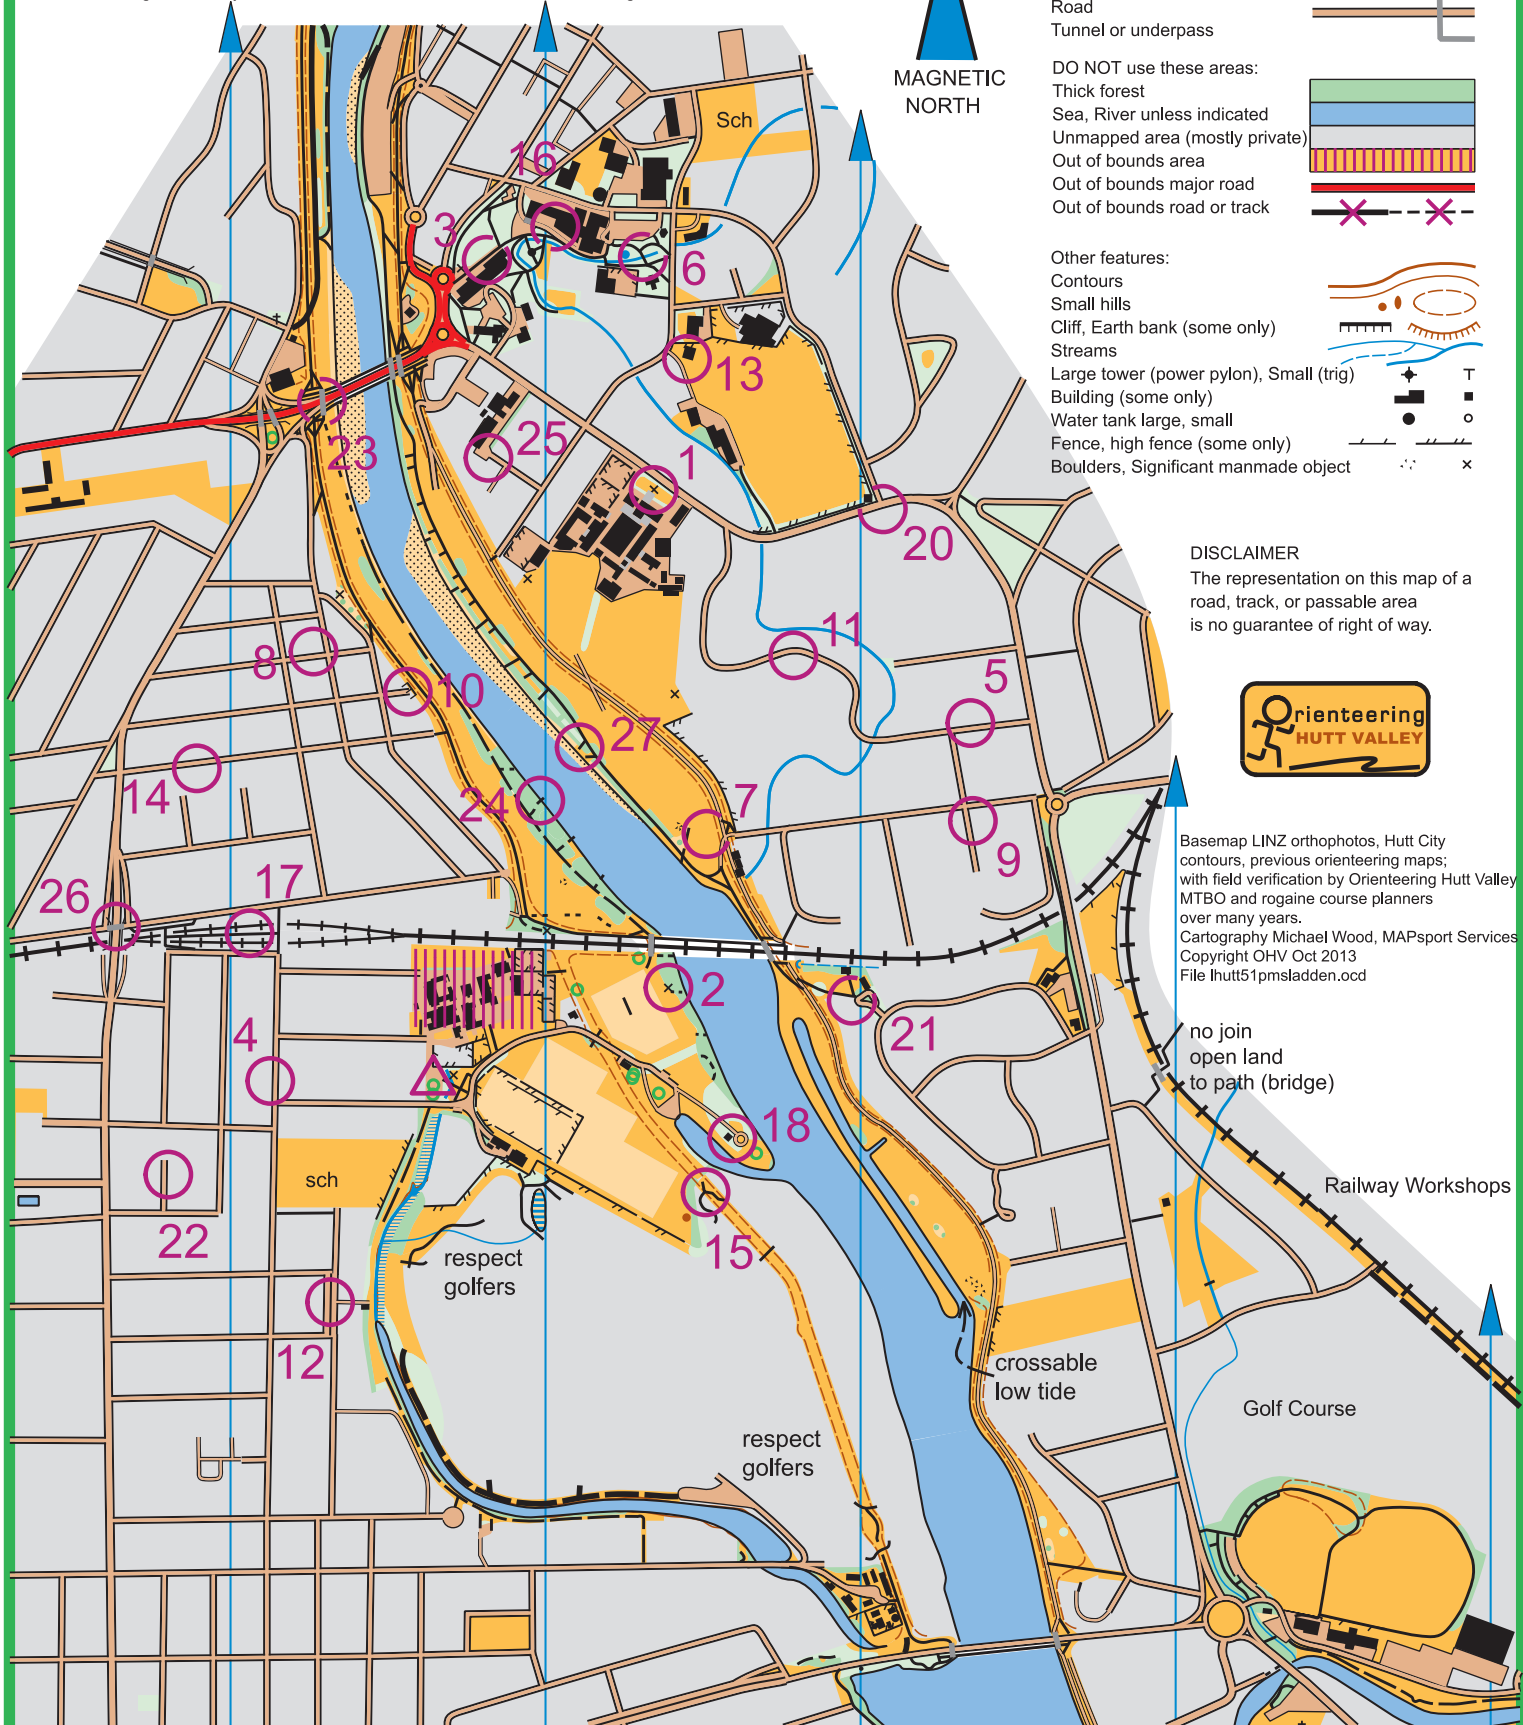 MAGNETIC
NORTH
Road
Tunnel or underpass
DO NOT use these areas:
Thick forest
Sea, River unless indicated
Unmapped area (mostly private)
Out of bounds area
Out of bounds major road
Out of bounds road or track
Other features:
Contours
Small hills
Cliff, Earth bank (some only)
Streams
Large tower (power pylon), Small (trig)
Building (some only)
Water tank large, small
Fence, high fence (some only)
Boulders, Significant manmade object
DISCLAIMER
The representation on this map of a
road, track, or passable area
is no guarantee of right of way.
rienteering
HUTT VALLEY
Basemap LINZ orthophotos, Hutt City
contours, previous orienteering maps;
with field verification by Orienteering Hutt Valley
MTBO and rogaine course planners
over many years.
Cartography Michael Wood, MAPsport Services
Copyright OHV Oct 2013
File lhutt51pmsladden.ocd
no join
open land
to path (bridge)
Railway Workshops
Golf Course
crossable
low tide
respect
golfers
respect
golfers
Sch
sch
16
3
6
13
23
25
1
20
8
10
11
5
27
14
24
7
9
26
17
2
21
4
18
22
15
12